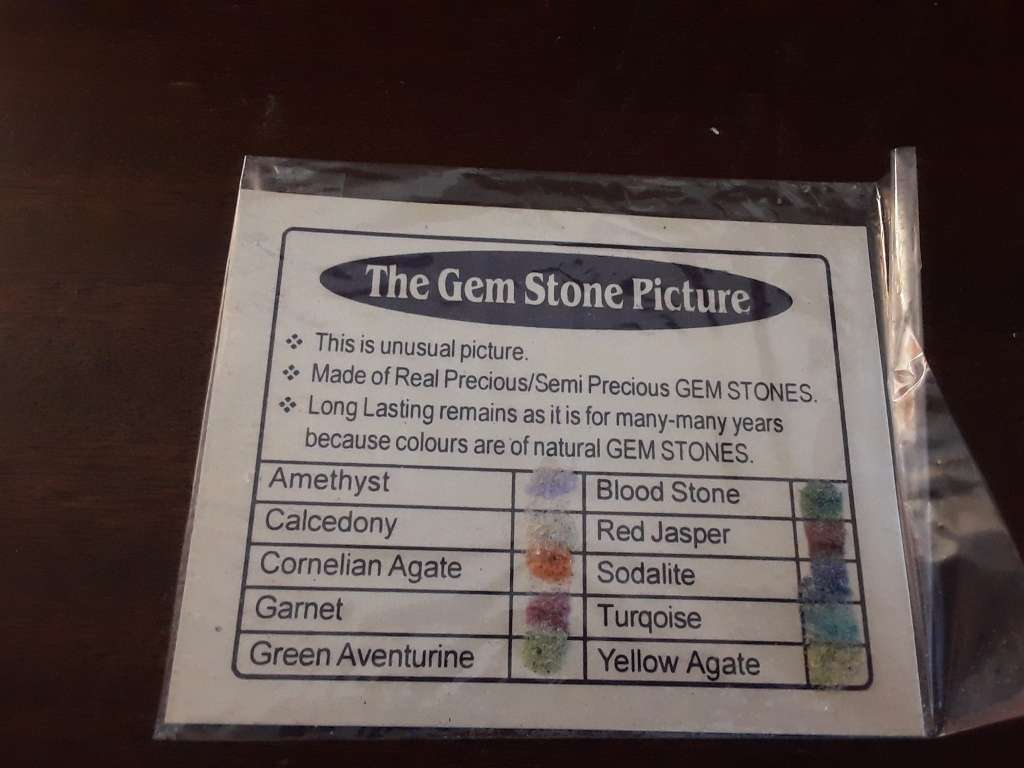 The Gem Stone Picture
❖ This is unusual picture.
❖ Made of Real Precious/Semi Precious GEM STONES.
❖ Long Lasting remains as it is for many-many years
because colours are of natural GEM STONES.
Amethyst Blood Stone
Calcedony Red Jasper
Cornelian Agate Sodalite
Garnet Turqoise
Green Aventurine Yellow Agate